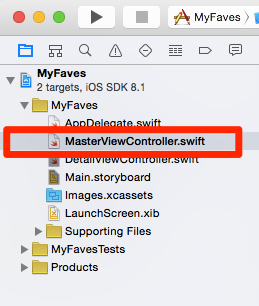 MyFaves
MyFaves
2 targets, iOS SDK 8.1
MyFaves
AppDelegate.swift
MasterViewController.swift
DetailViewController.swift
Main.storyboard
Images.xcassets
LaunchScreen.xib
Supporting Files
MyFavesTests
Products